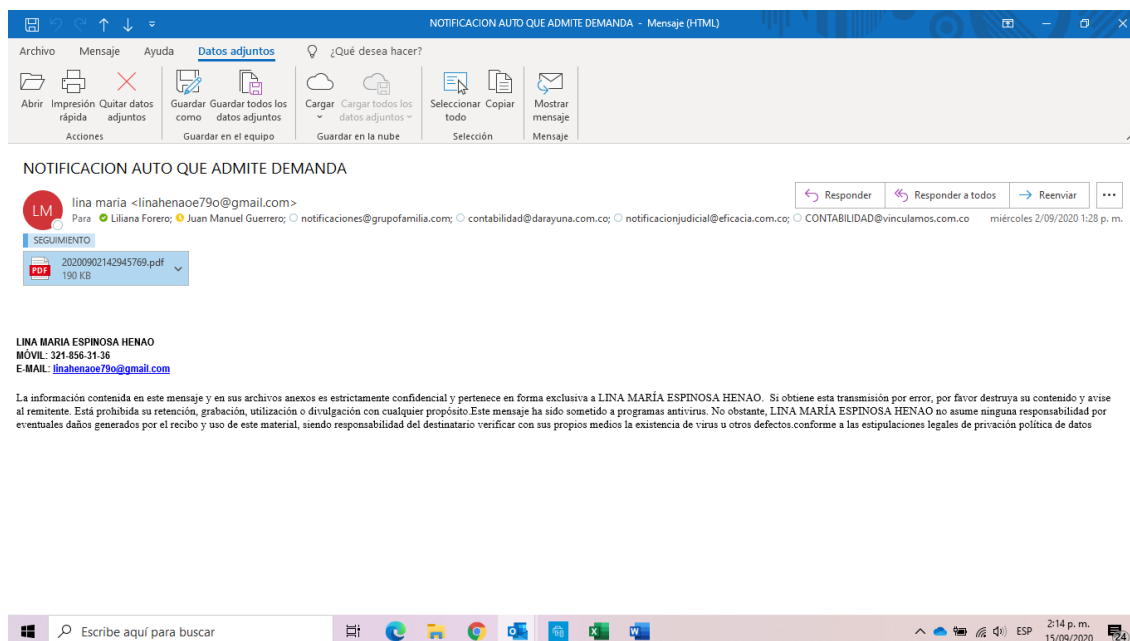 NOTIFICACION AUTO QUE ADMITE DEMANDA - Mensaje (HTML)
Archivo Mensaje Ayuda Datos adjuntos ¿Qué desea hacer?
Abrir Impresión rápida Quitar datos adjuntos Guardar como Guardar todos los datos adjuntos Cargar Cargar todos los datos adjuntos Seleccionar todo Copiar Mostrar mensaje
Acciones Guardar en el equipo Guardar en la nube Selección Mensaje
NOTIFICACION AUTO QUE ADMITE DEMANDA
LM
lina maria <linahenaoe79o@gmail.com>
Responder Responder a todos Reenviar
Para Liliana Forero; Juan Manuel Guerrero; notificaciones@grupofamilia.com; contabilidad@darayuna.com.co; notificacionjudicial@eficacia.com.co; CONTABILIDAD@vinculamos.com.co miércoles 2/09/2020 1:28 p. m.
SEGUIMIENTO
PDF
20200902142945769.pdf
190 KB
LINA MARIA ESPINOSA HENAO
MÓVIL: 321-856-31-36
E-MAIL: linahenaoe79o@gmail.com
La información contenida en este mensaje y en sus archivos anexos es estrictamente confidencial y pertenece en forma exclusiva a LINA MARÍA ESPINOSA HENAO. Si obtiene esta transmisión por error, por favor destruya su contenido y avise
al remitente. Está prohibida su retención, grabación, utilización o divulgación con cualquier propósito.Este mensaje ha sido sometido a programas antivirus. No obstante, LINA MARÍA ESPINOSA HENAO no asume ninguna responsabilidad por
eventuales daños generados por el recibo y uso de este material, siendo responsabilidad del destinatario verificar con sus propios medios la existencia de virus u otros defectos.conforme a las estipulaciones legales de privación política de datos
Escribe aquí para buscar
ESP
2:14 p. m.
15/09/2020
24